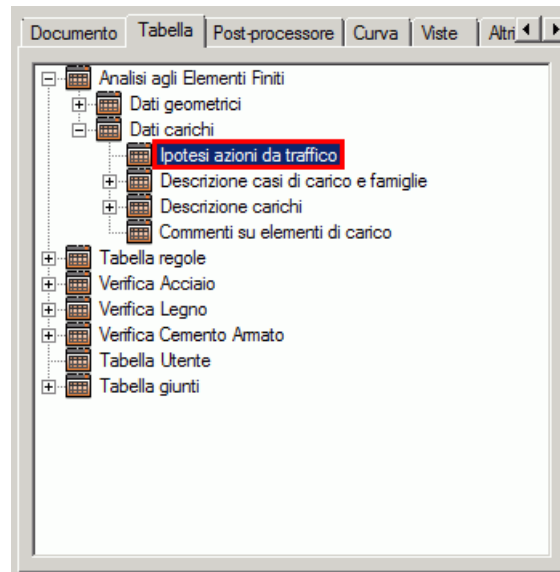 Documento Tabella Post-processore Curva Viste Altri
Analisi agli Elementi Finiti
Dati geometrici
Dati carichi
Ipotesi azioni da traffico
Descrizione casi di carico e famiglie
Descrizione carichi
Commenti su elementi di carico
Tabella regole
Verifica Acciaio
Verifica Legno
Verifica Cemento Armato
Tabella Utente
Tabella giunti